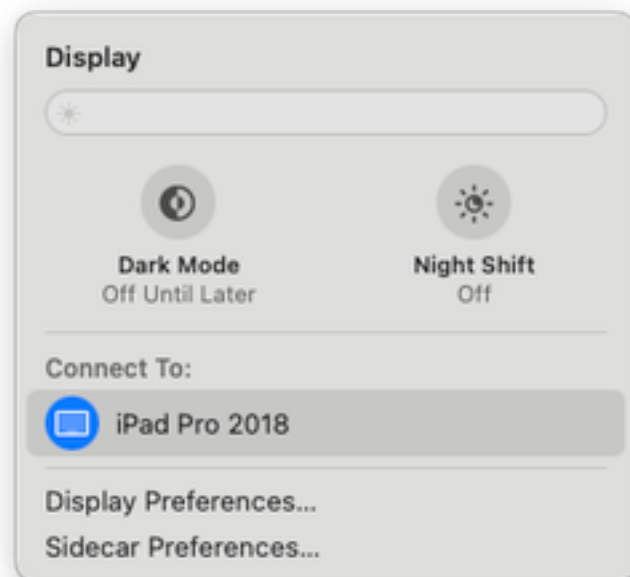 Display
Dark Mode
Off Until Later
Night Shift
Off
Connect To:
iPad Pro 2018
Display Preferences...
Sidecar Preferences...